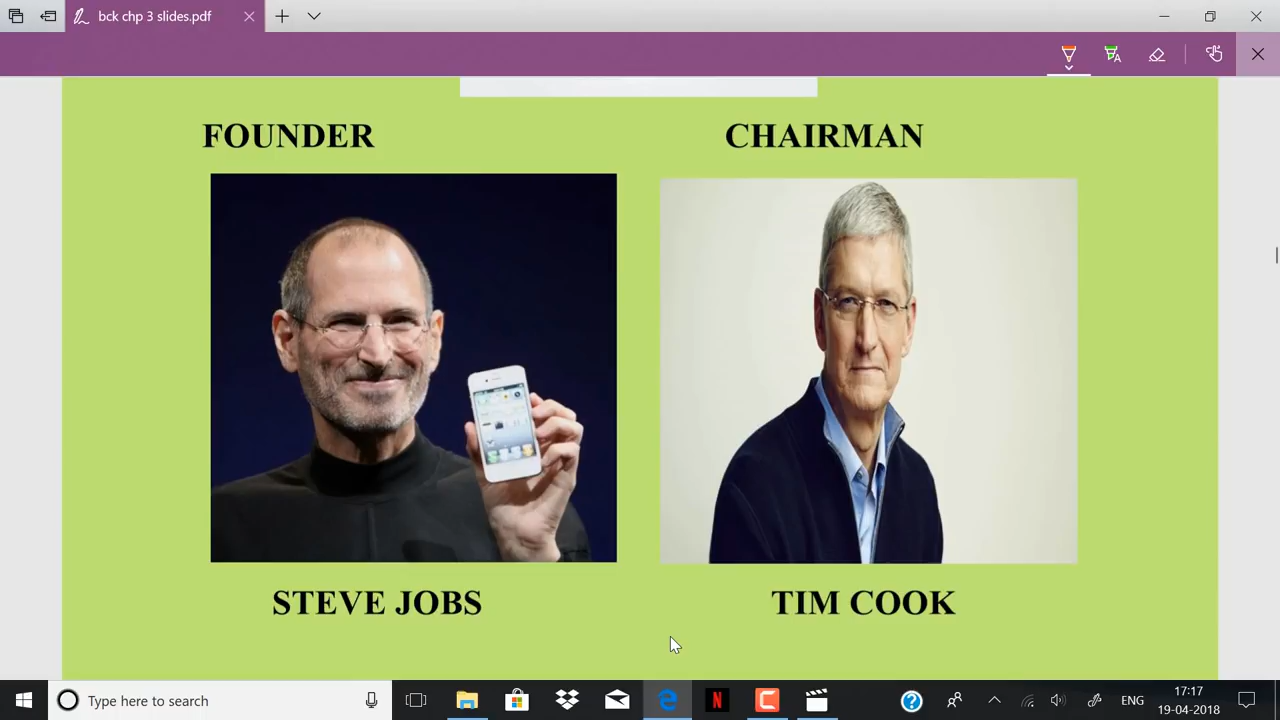 bck chp 3 slides.pdf
FOUNDER
CHAIRMAN
STEVE JOBS
TIM COOK
Type here to search
ENG
17:17
19-04-2018